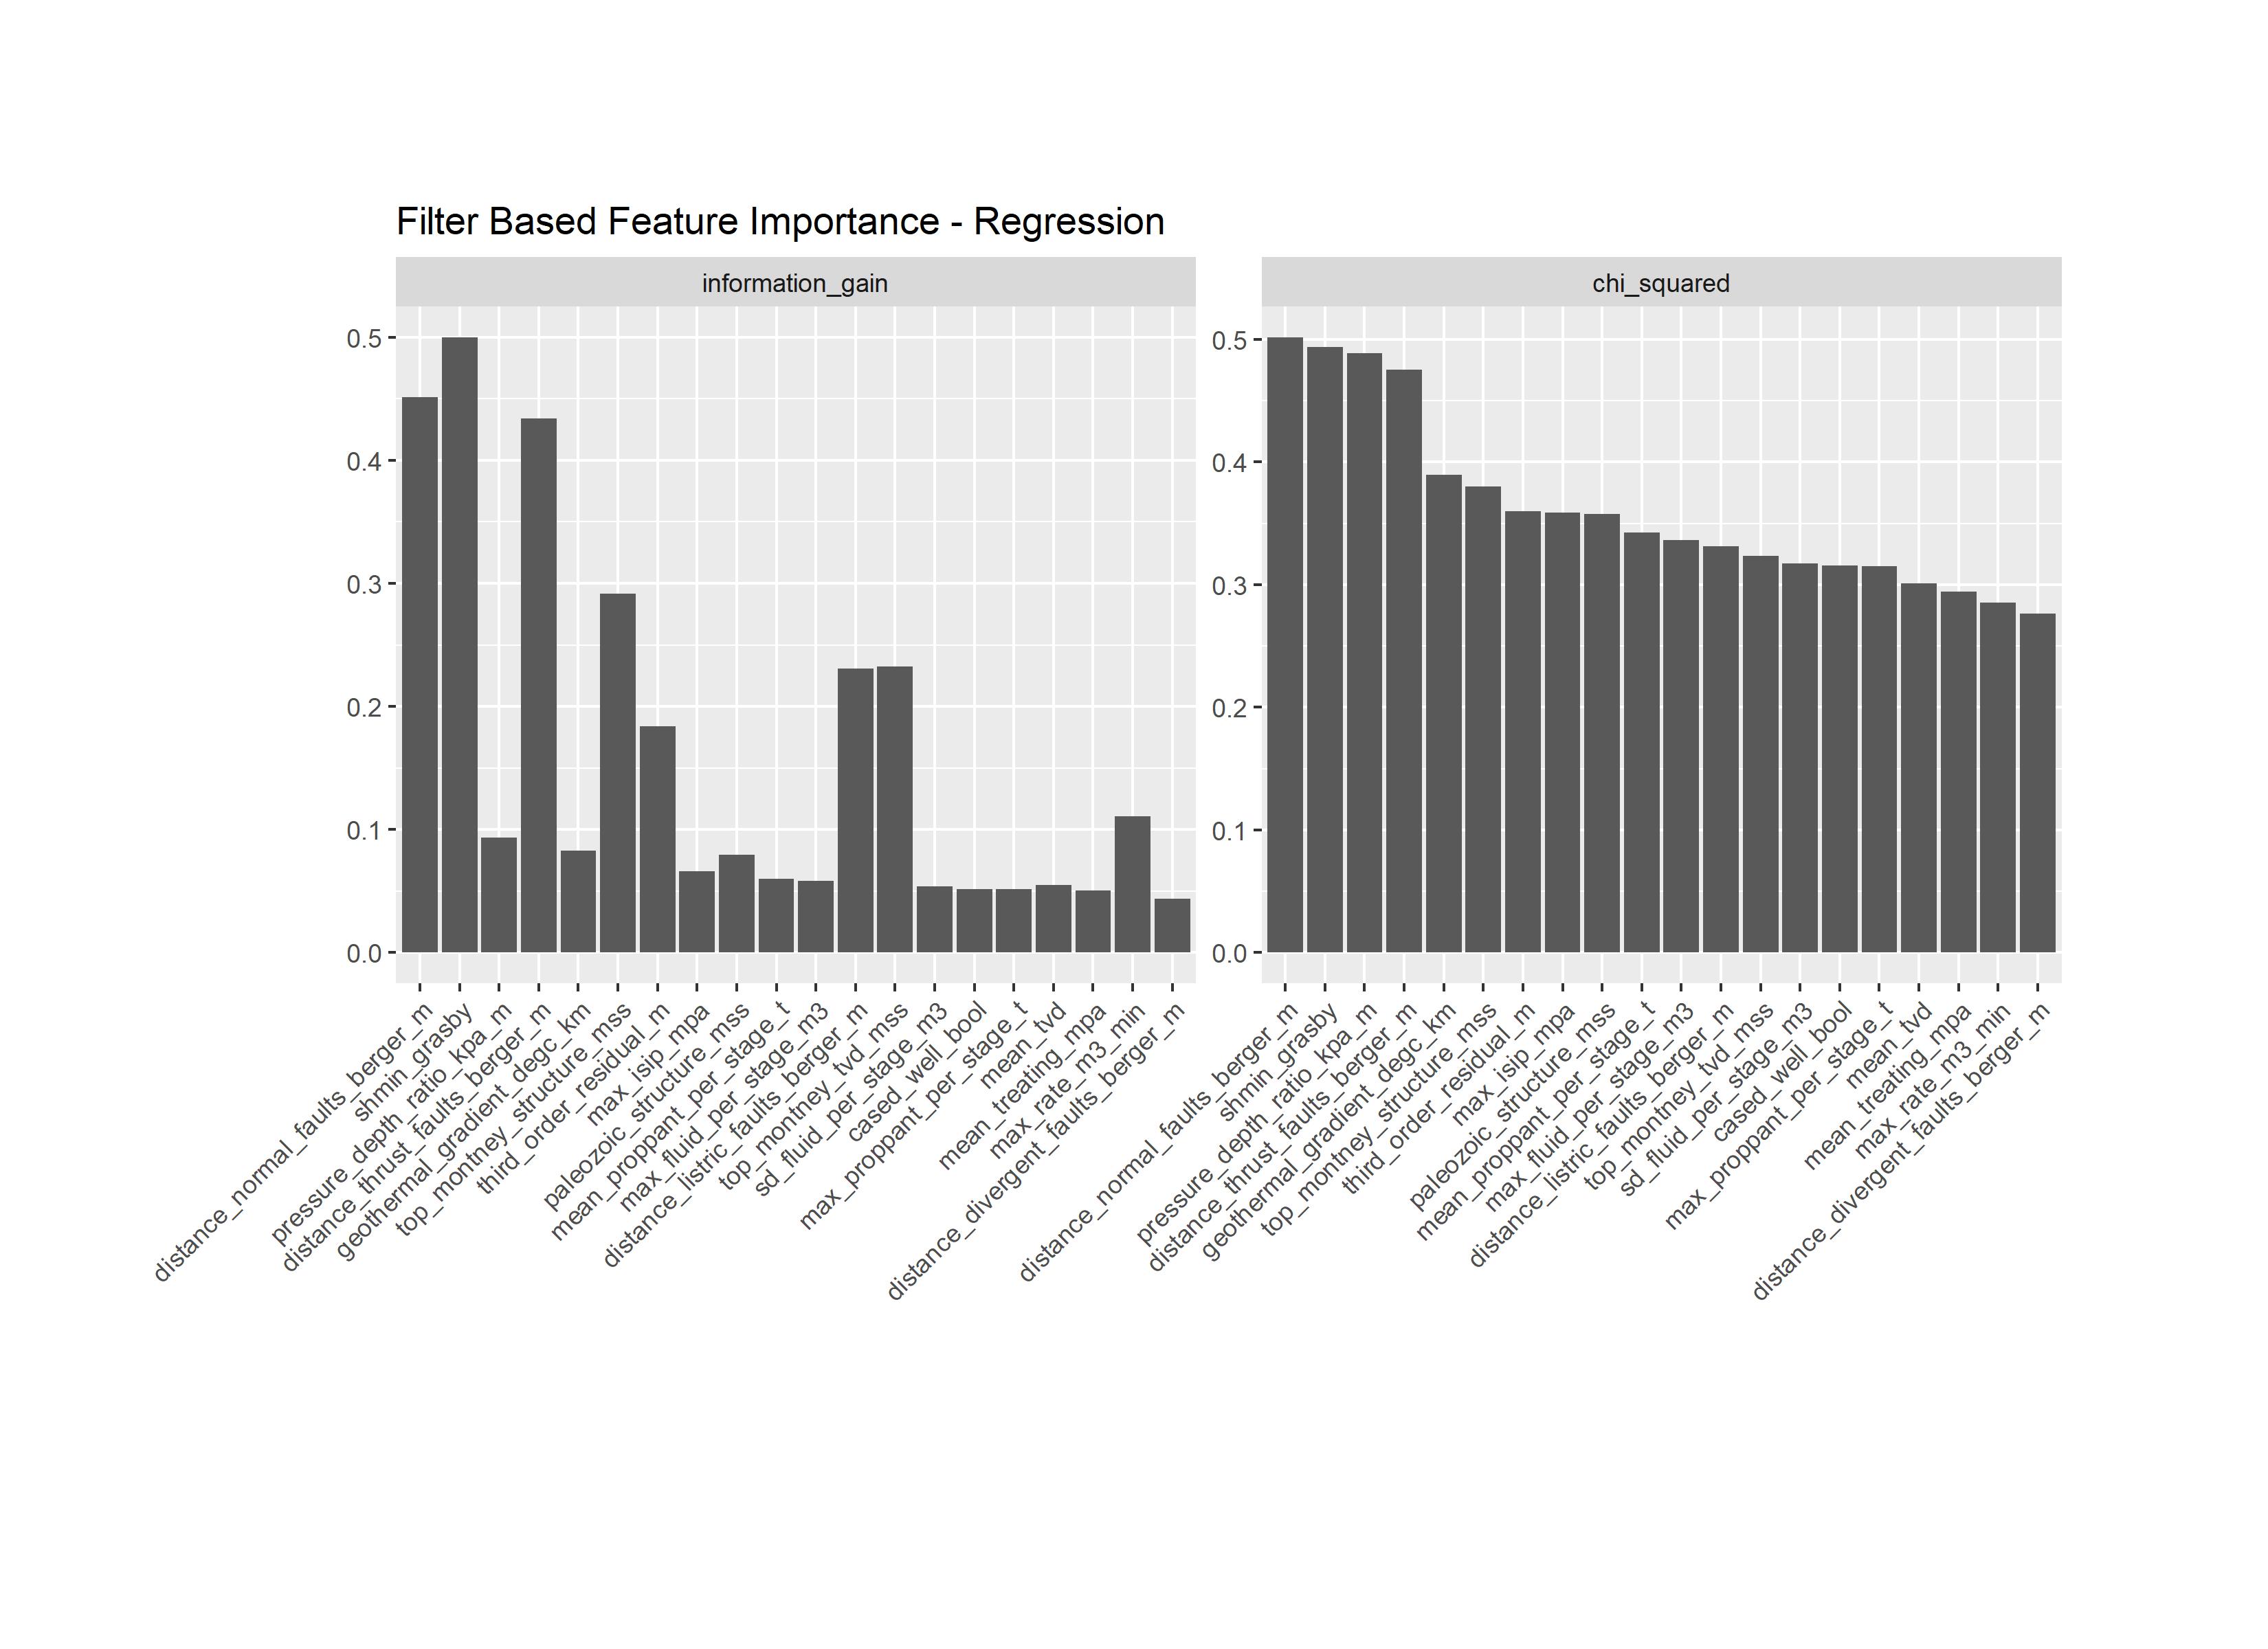 Filter Based Feature Importance - Regression
information_gain
chi_squared
0.5
0.4
0.3
0.2
0.1
0.0
0.5
0.4
0.3
0.2
0.1
0.0
distance_normal_faults_berger_m
shmin_grasby
pressure_depth_ratio_kpa_m
distance_thrust_faults_berger_m
geothermal_gradient_degc_km
top_montney_structure_mss
third_order_residual_m
max_isip_mpa
paleozoic_structure_mss
mean_proppant_per_stage_t
max_fluid_per_stage_m3
distance_listric_faults_berger_m
top_montney_tvd_mss
sd_fluid_per_stage_m3
cased_well_bool
max_proppant_per_stage_t
mean_tvd
mean_treating_mpa
max_rate_m3_min
distance_divergent_faults_berger_m
distance_normal_faults_berger_m
shmin_grasby
pressure_depth_ratio_kpa_m
distance_thrust_faults_berger_m
geothermal_gradient_degc_km
top_montney_structure_mss
third_order_residual_m
max_isip_mpa
paleozoic_structure_mss
mean_proppant_per_stage_t
max_fluid_per_stage_m3
distance_listric_faults_berger_m
top_montney_tvd_mss
sd_fluid_per_stage_m3
cased_well_bool
max_proppant_per_stage_t
mean_tvd
mean_treating_mpa
max_rate_m3_min
distance_divergent_faults_berger_m